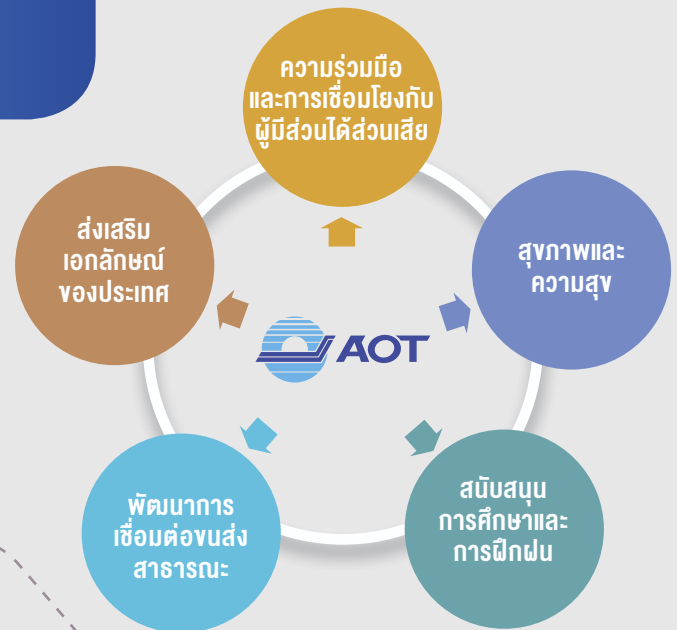 ความร่วมมือ
และการเชื่อมโยงกับ
ผู้มีส่วนได้ส่วนเสีย
สุขภาพและ
ความสุข
สนับสนุน
การศึกษาและ
การฝึกฝน
พัฒนาการ
เชื่อมต่อขนส่ง
สาธารณะ
ส่งเสริม
เอกลักษณ์
ของประเทศ
AOT